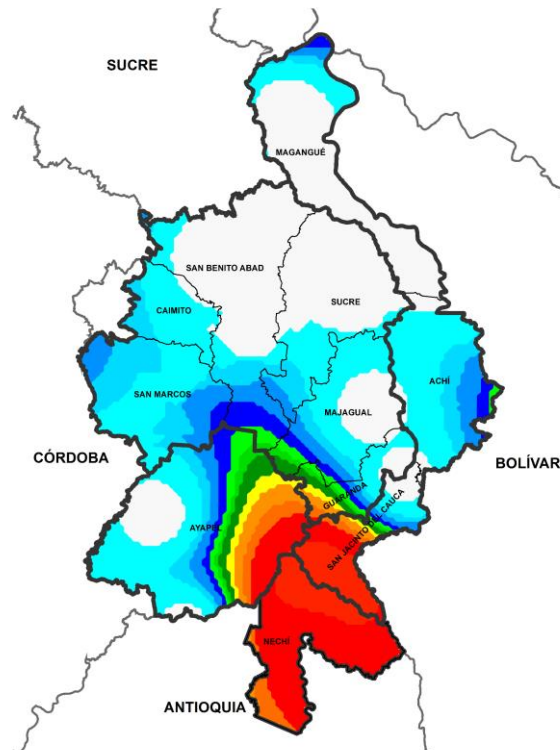 SUCRE
MAGANGUÉ
SAN BENITO ABAD
SUCRE
CAIMITO
ACHÍ
SAN MARCOS
MAJAGUAL
CÓRDOBA
BOLÍVAR
GUARANDA
AYAPEL
SAN JACINTO DEL CAUCA
NECHÍ
ANTIOQUIA